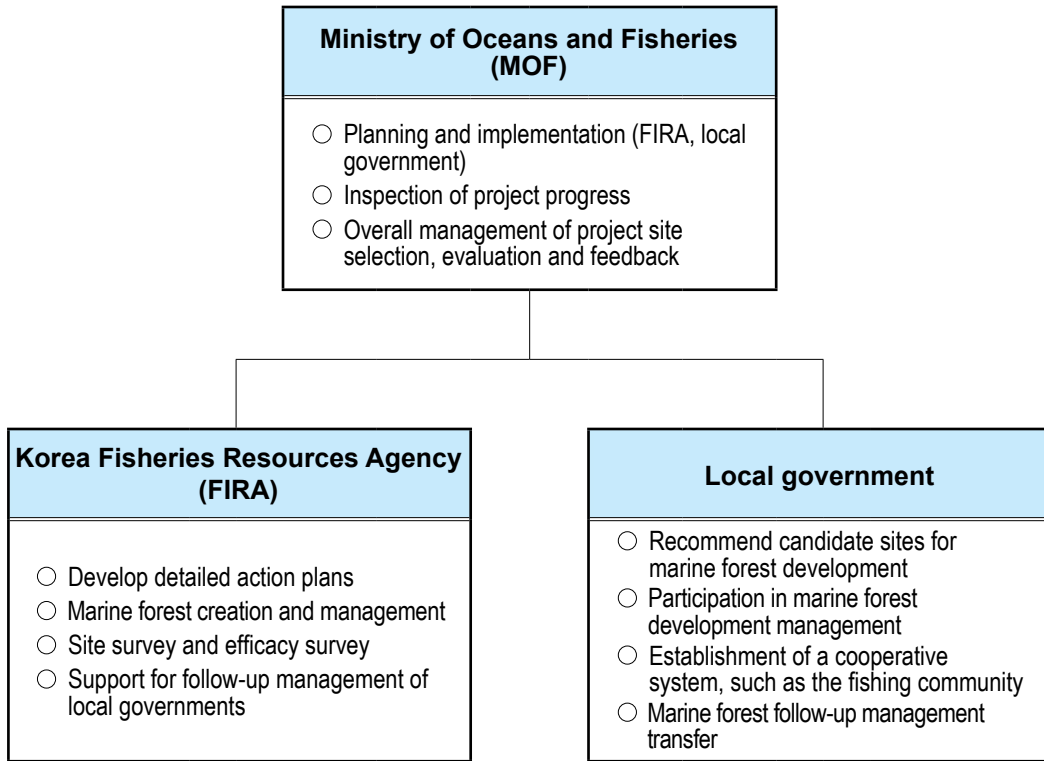 Ministry of Oceans and Fisheries
(MOF)
○ Planning and implementation (FIRA, local
government)
○ Inspection of project progress
○ Overall management of project site
selection, evaluation and feedback
Korea Fisheries Resources Agency
(FIRA)
○ Develop detailed action plans
○ Marine forest creation and management
○ Site survey and efficacy survey
○ Support for follow-up management of
local governments
Local government
○ Recommend candidate sites for
marine forest development
○ Participation in marine forest
development management
○ Establishment of a cooperative
system, such as the fishing community
○ Marine forest follow-up management
transfer